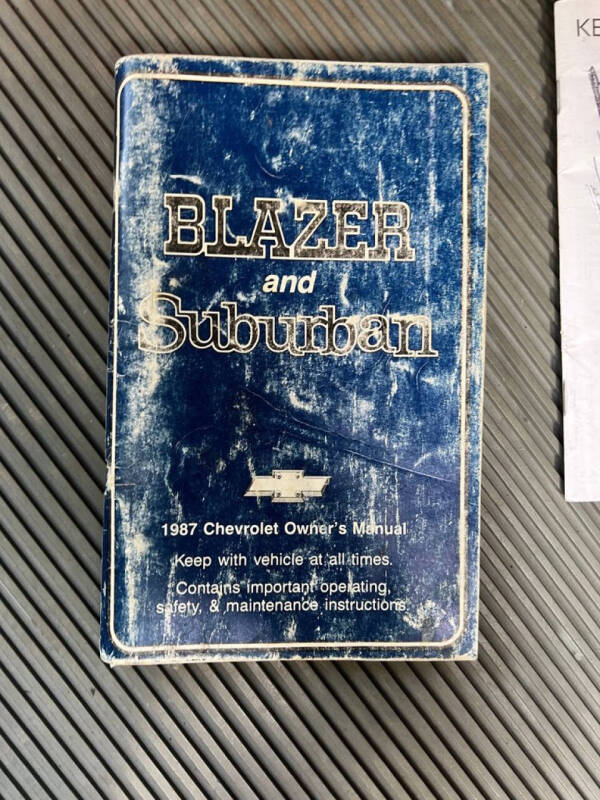 BLAZER
and
Suburban
1987 Chevrolet Owner's Manual
Keep with vehicle at all times.
Contains important operating,
safety, & maintenance instructions.
KE